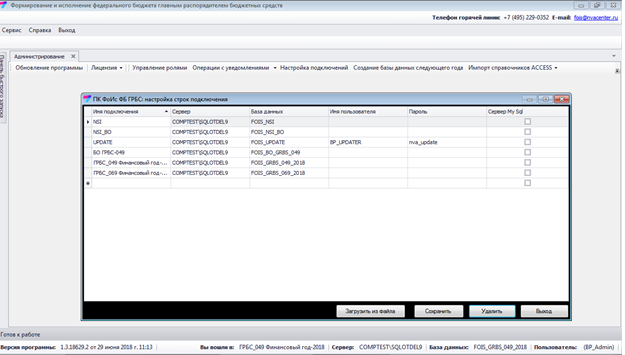 Формирование и исполнение федерального бюджета главным распорядителем бюджетных средств
Телефон горячей линии: +7 (495) 229-0352 E-mail: fois@nvacenter.ru
Сервис Справка Выход
Панель быстрого запуска
Администрирование
Обновление программы Лицензия Управление ролями Операции с уведомлениями Настройка подключений Создание базы данных следующего года Импорт справочников ACCESS
ПК ФоИс ФБ ГРБС: настройка строк подключения
Имя подключения Сервер База данных Имя пользователя Пароль Сервер My Sql
NSI COMPTEST\SQLOTDEL9 FOIS_NSI
NSI_BO COMPTEST\SQLOTDEL9 FOIS_NSI_BO
UPDATE COMPTEST\SQLOTDEL9 FOIS_UPDATE BP_UPDATER nva_update
БО ГРБС-049 COMPTEST\SQLOTDEL9 FOIS_BO_GRBS_049
ГРБС_049 Финансовый год-... COMPTEST\SQLOTDEL9 FOIS_GRBS_049_2018
ГРБС_069 Финансовый год-... COMPTEST\SQLOTDEL9 FOIS_GRBS_069_2018
Загрузить из файла Сохранить Удалить Выход
Готов к работе
Версия программы: 1.3.18629.2 от 29 июня 2018 г. 11:13 Вы вошли в: ГРБС_049 Финансовый год-2018 Сервер: COMPTEST\SQLOTDEL9 База данных: FOIS_GRBS_049_2018 Пользователь: (BP_Admin)